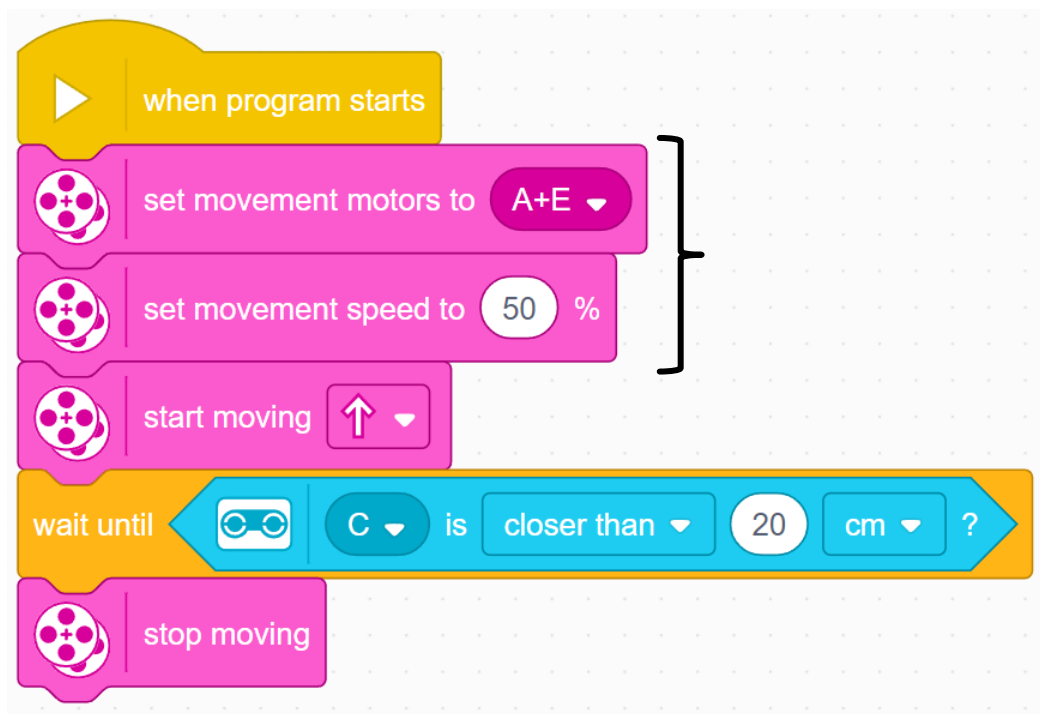 when program starts
set movement motors to A+E
set movement speed to 50 %
start moving
wait until C is closer than 20 cm ?
stop moving